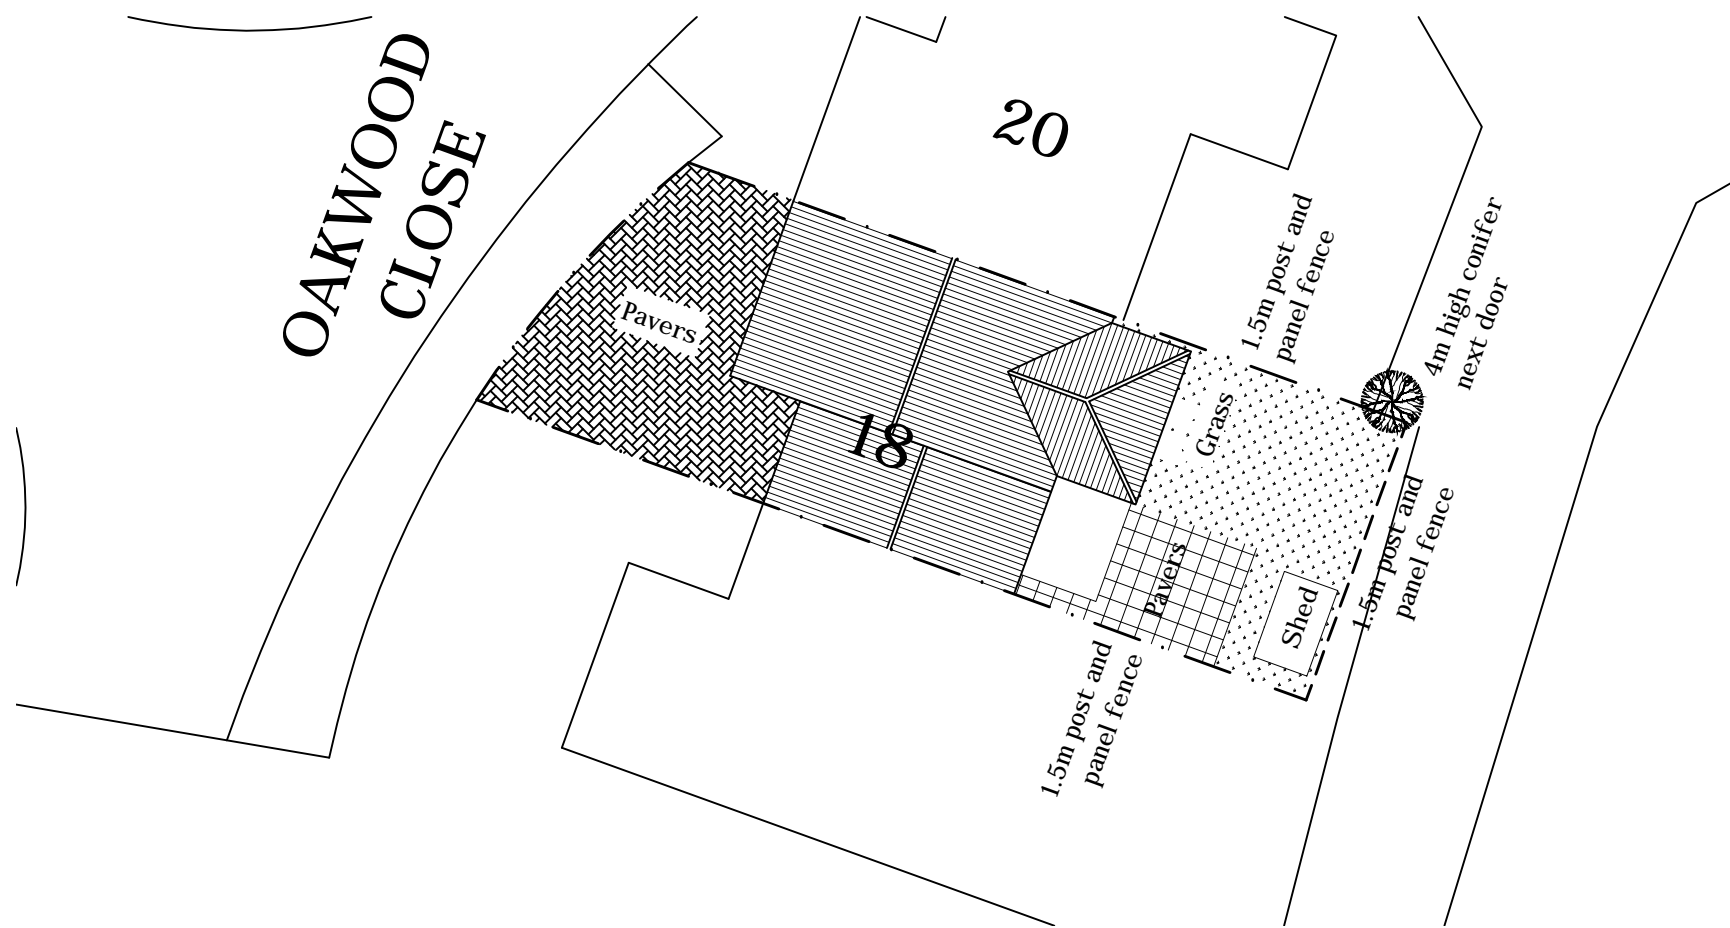 OAKWOOD
CLOSE
20
1.5m post and
panel fence
4m high conifer
next door
Pavers
18
Grass
1.5m post and
panel fence
Pavers
Shed
1.5m post and
panel fence